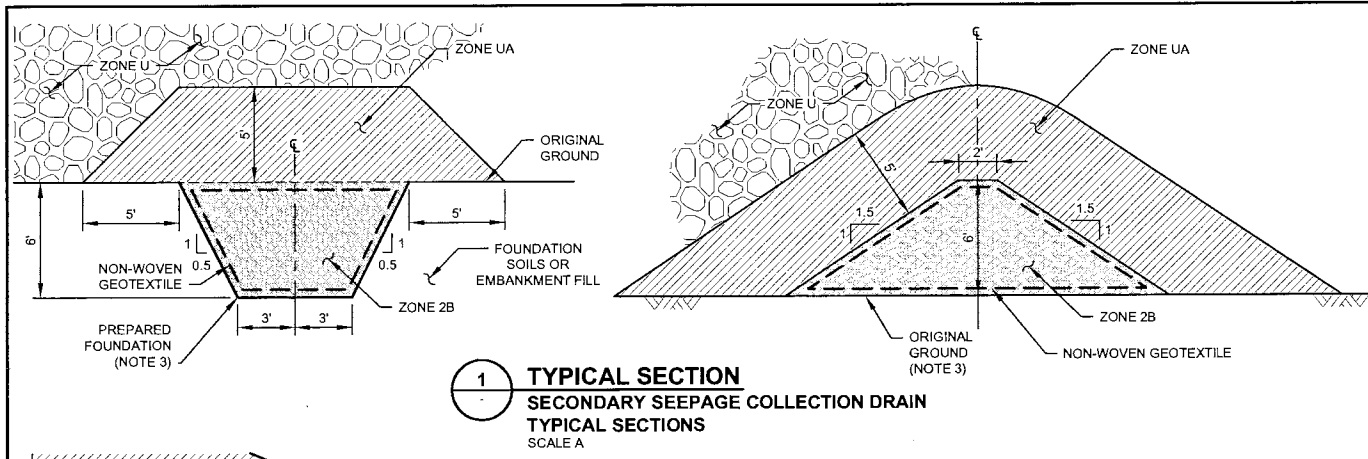 ZONE U
ZONE UA
℄
5'
ORIGINAL
GROUND
5'
5'
6'
1
0.5
1
0.5
NON-WOVEN
GEOTEXTILE
FOUNDATION
SOILS OR
EMBANKMENT FILL
ZONE 2B
3'
3'
PREPARED
FOUNDATION
(NOTE 3)
℄
ZONE UA
ZONE U
2'
5'
1.5
1
1.5
1
6'
ZONE 2B
ORIGINAL
GROUND
(NOTE 3)
NON-WOVEN GEOTEXTILE
1
-
TYPICAL SECTION
SECONDARY SEEPAGE COLLECTION DRAIN
TYPICAL SECTIONS
SCALE A